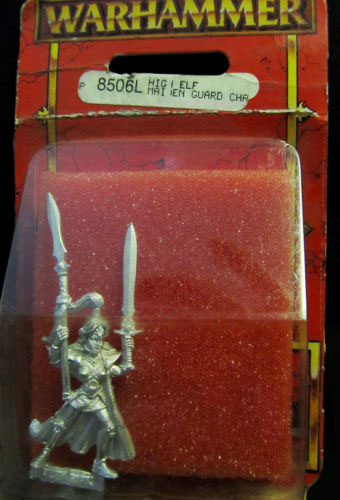 WARHAMMER
P 8506L HIGH ELF
MAIDEN GUARD CHA